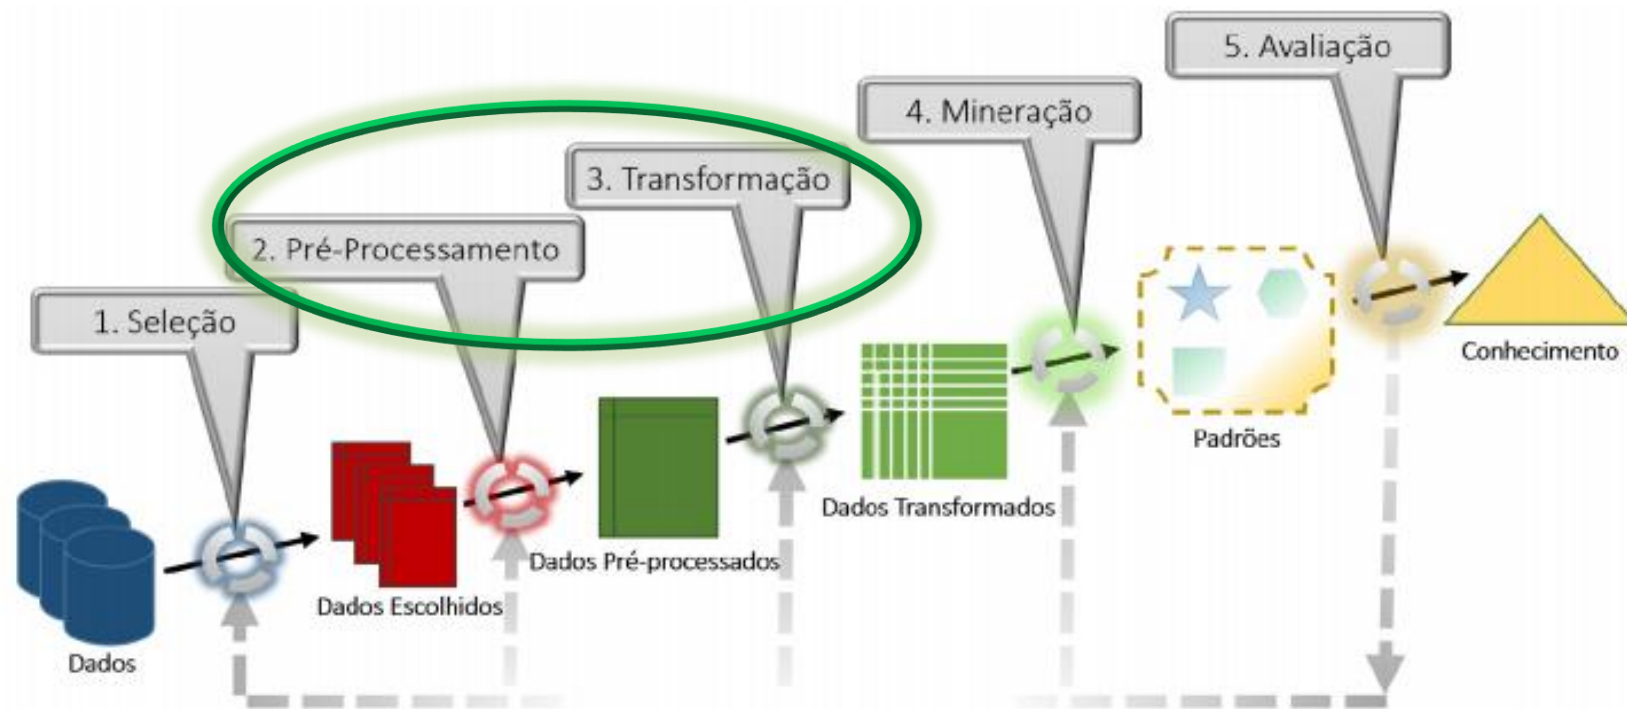 5. Avaliação
4. Mineração
3. Transformação
2. Pré-Processamento
1. Seleção
Conhecimento
Padrões
Dados Transformados
Dados Pré-processados
Dados Escolhidos
Dados